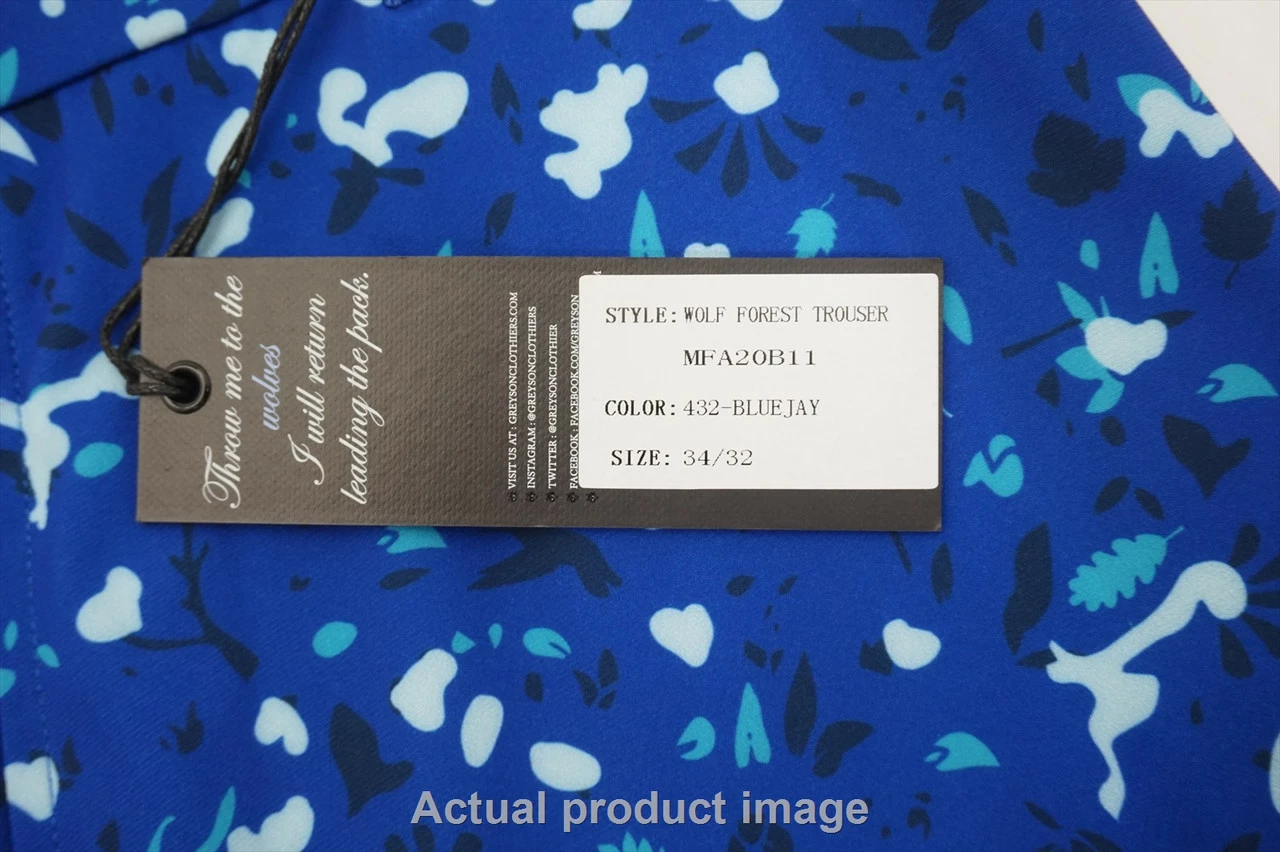 Throw me to the
wolves
I will return
leading the pack.
VISIT US AT : GREYSONCLOTHIERS.COM
INSTAGRAM : @GREYSONCLOTHIERS
TWITTER : @GREYSONCLOTHIER
FACEBOOK : FACEBOOK.COM/GREYSON
STYLE: WOLF FOREST TROUSER
MFA20B11
COLOR: 432-BLUEJAY
SIZE: 34/32
Actual product image